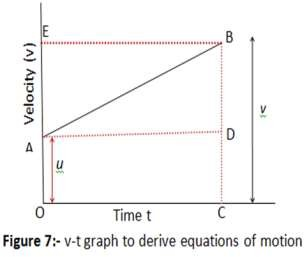 E
B
Velocity (v)
v
A
D
u
O
Time t
C
Figure 7:- v-t graph to derive equations of motion